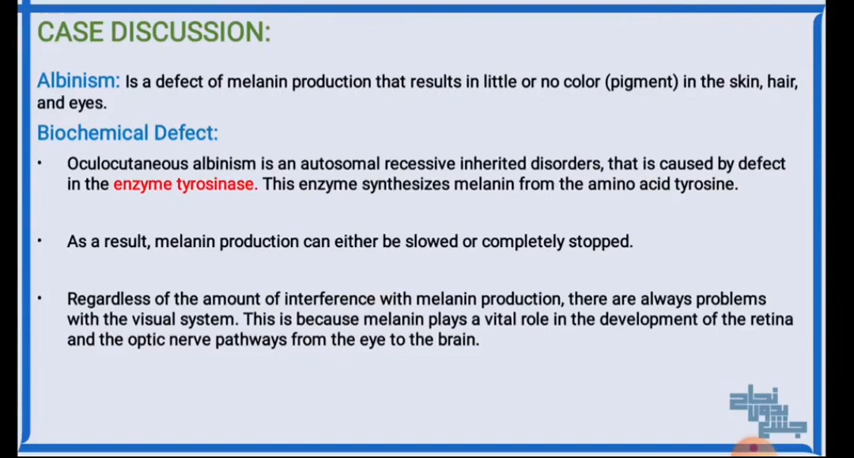 CASE DISCUSSION:
Albinism: Is a defect of melanin production that results in little or no color (pigment) in the skin, hair,
and eyes.
Biochemical Defect:
• Oculocutaneous albinism is an autosomal recessive inherited disorders, that is caused by defect
in the enzyme tyrosinase. This enzyme synthesizes melanin from the amino acid tyrosine.
• As a result, melanin production can either be slowed or completely stopped.
• Regardless of the amount of interference with melanin production, there are always problems
with the visual system. This is because melanin plays a vital role in the development of the retina
and the optic nerve pathways from the eye to the brain.
نجاح
بدون